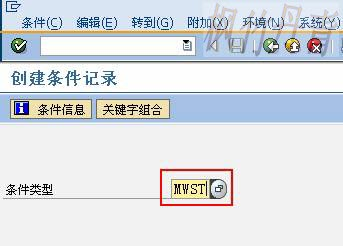 条件(C) 编辑(E) 转到(G) 附加(X) 环境(N) 系统(Y)
创建条件记录
条件信息 关键字组合
条件类型 MWST